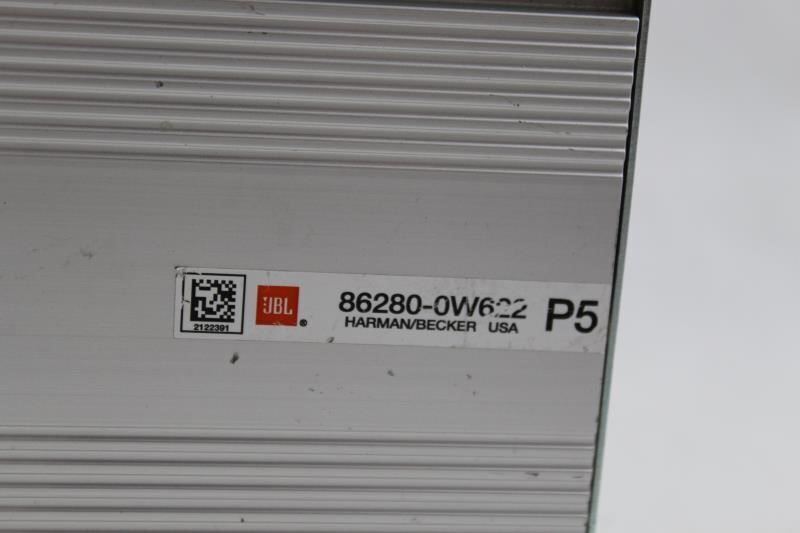 2122391
JBL ®
86280-0W622
HARMAN/BECKER USA
P5